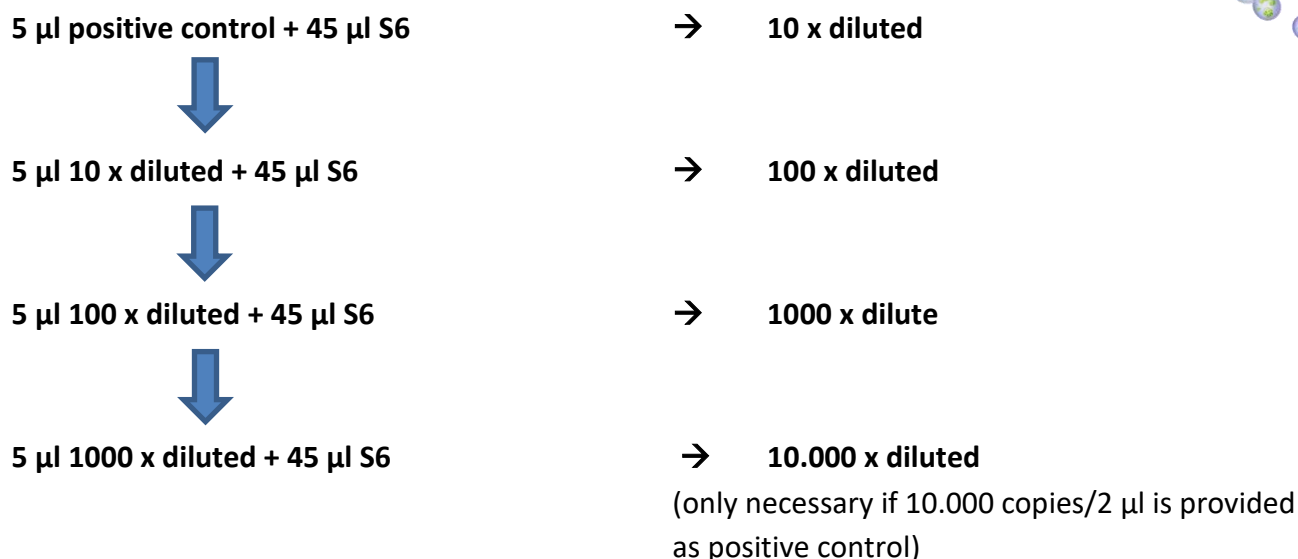 5 µl positive control + 45 µl S6 → 10 x diluted
5 µl 10 x diluted + 45 µl S6 → 100 x diluted
5 µl 100 x diluted + 45 µl S6 → 1000 x dilute
5 µl 1000 x diluted + 45 µl S6 → 10.000 x diluted
(only necessary if 10.000 copies/2 µl is provided
as positive control)